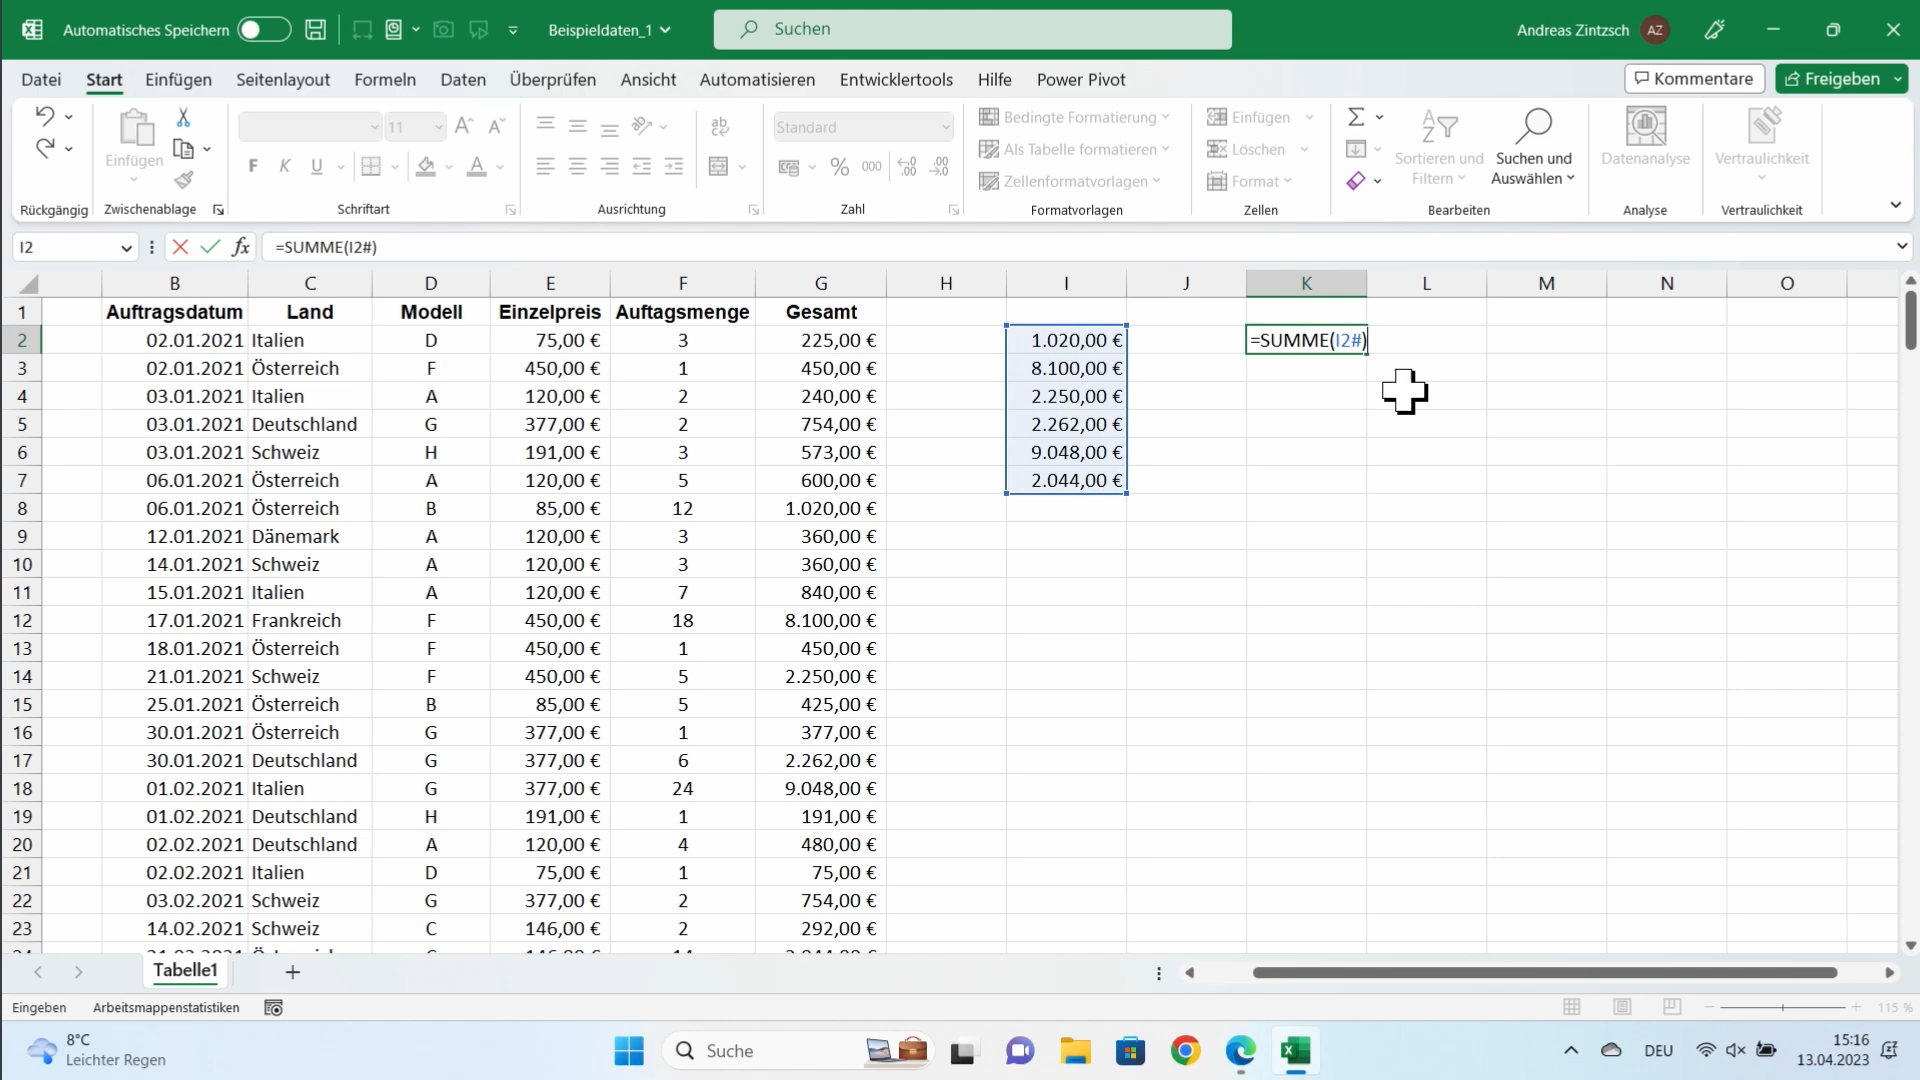 Automatisches Speichern
Beispieldaten_1
Suchen
Andreas Zintzsch
AZ
Datei
Start
Einfügen
Seitenlayout
Formeln
Daten
Überprüfen
Ansicht
Automatisieren
Entwicklertools
Hilfe
Power Pivot
Kommentare
Freigeben
Einfügen
11
F K U
ab
Standard
% 000
Bedingte Formatierung
Als Tabelle formatieren
Zellenformatvorlagen
Einfügen
Löschen
Format
Sortieren und
Filtern
Suchen und
Auswählen
Datenanalyse
Vertraulichkeit
Rückgängig
Zwischenablage
Schriftart
Ausrichtung
Zahl
Formatvorlagen
Zellen
Bearbeiten
Analyse
Vertraulichkeit
I2
fx
=SUMME(I2#)
B C D E F G H I J K L M N O
1 Auftragsdatum Land Modell Einzelpreis Auftagsmenge Gesamt
2 02.01.2021 Italien D 75,00 € 3 225,00 € 1.020,00 € =SUMME(I2#)
3 02.01.2021 Österreich F 450,00 € 1 450,00 € 8.100,00 €
4 03.01.2021 Italien A 120,00 € 2 240,00 € 2.250,00 €
5 03.01.2021 Deutschland G 377,00 € 2 754,00 € 2.262,00 €
6 03.01.2021 Schweiz H 191,00 € 3 573,00 € 9.048,00 €
7 06.01.2021 Österreich A 120,00 € 5 600,00 € 2.044,00 €
8 06.01.2021 Österreich B 85,00 € 12 1.020,00 €
9 12.01.2021 Dänemark A 120,00 € 3 360,00 €
10 14.01.2021 Schweiz A 120,00 € 3 360,00 €
11 15.01.2021 Italien A 120,00 € 7 840,00 €
12 17.01.2021 Frankreich F 450,00 € 18 8.100,00 €
13 18.01.2021 Österreich F 450,00 € 1 450,00 €
14 21.01.2021 Schweiz F 450,00 € 5 2.250,00 €
15 25.01.2021 Österreich B 85,00 € 5 425,00 €
16 30.01.2021 Österreich G 377,00 € 1 377,00 €
17 30.01.2021 Deutschland G 377,00 € 6 2.262,00 €
18 01.02.2021 Italien G 377,00 € 24 9.048,00 €
19 01.02.2021 Deutschland H 191,00 € 1 191,00 €
20 02.02.2021 Deutschland A 120,00 € 4 480,00 €
21 02.02.2021 Italien D 75,00 € 1 75,00 €
22 03.02.2021 Schweiz G 377,00 € 2 754,00 €
23 14.02.2021 Schweiz C 146,00 € 2 292,00 €
Tabelle1
Eingeben
Arbeitsmappenstatistiken
115 %
8°C
Leichter Regen
Suche
DEU
15:16
13.04.2023